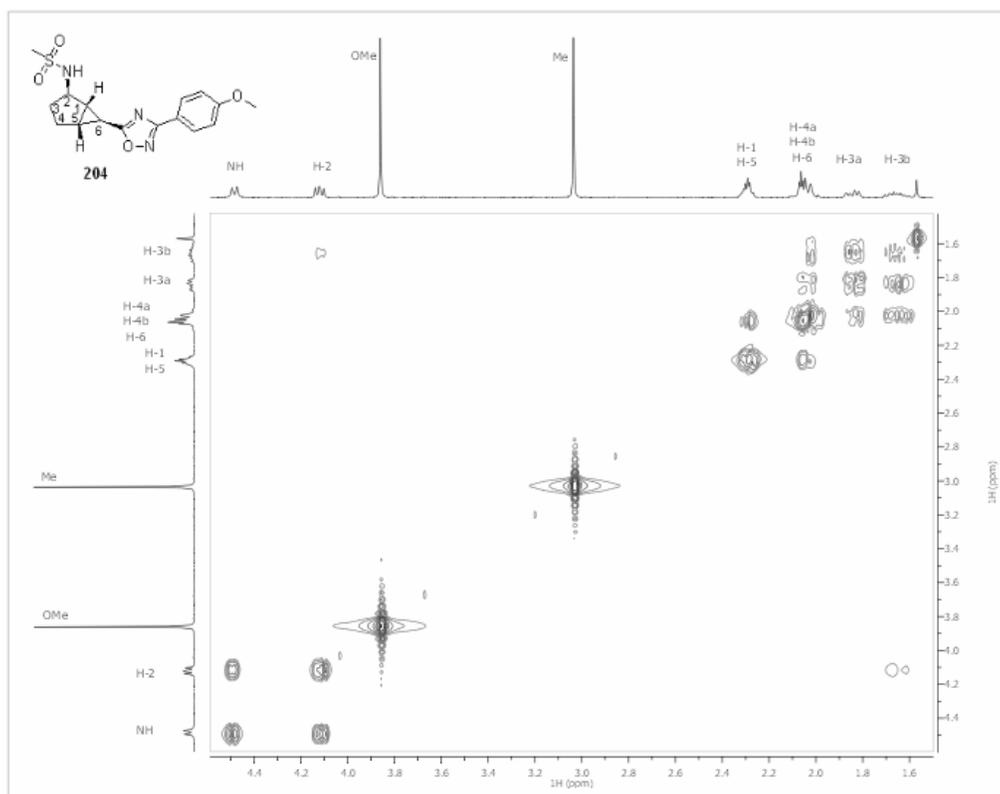 O
S
O
NH
H
2
1
3
4
5
6
H
N
O
N
O
204
OMe
Me
NH
H-2
H-1
H-5
H-4a
H-4b
H-6
H-3a
H-3b
H-3b
H-3a
H-4a
H-4b
H-6
H-1
H-5
Me
OMe
H-2
NH
1.6
1.8
2.0
2.2
2.4
2.6
2.8
3.0
3.2
3.4
3.6
3.8
4.0
4.2
4.4
1H (ppm)
4.4 4.2 4.0 3.8 3.6 3.4 3.2 3.0 2.8 2.6 2.4 2.2 2.0 1.8 1.6
1H (ppm)